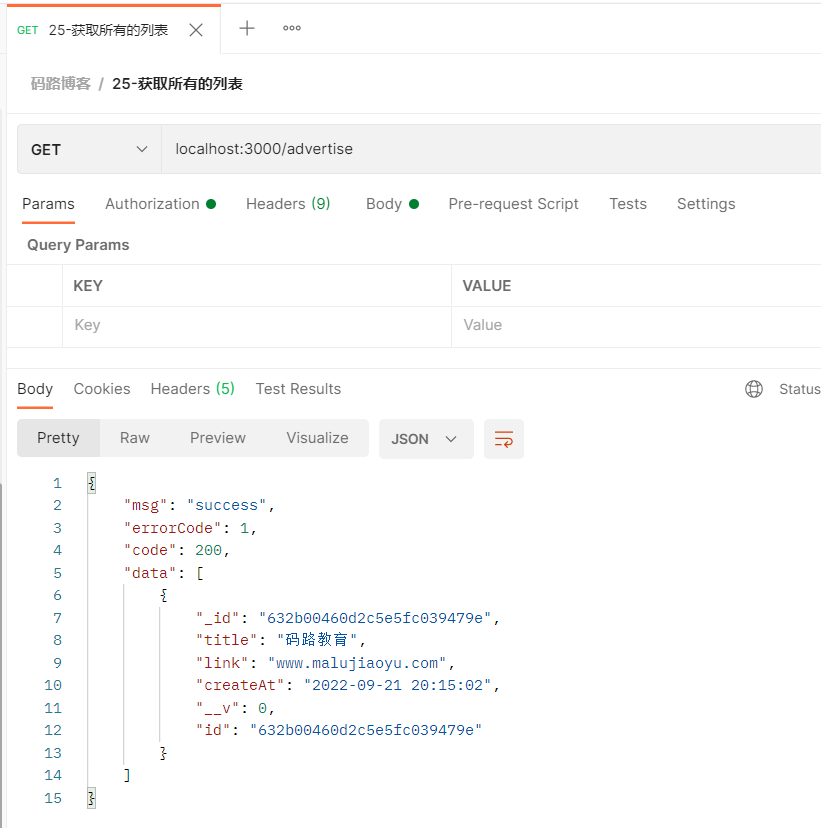 GET 25-获取所有的列表
码路博客 / 25-获取所有的列表
GET localhost:3000/advertise
Params Authorization Headers (9) Body Pre-request Script Tests Settings
Query Params
KEY VALUE
Key Value
Body Cookies Headers (5) Test Results Status
Pretty Raw Preview Visualize JSON
1 {
2 "msg": "success",
3 "errorCode": 1,
4 "code": 200,
5 "data": [
6 {
7 "_id": "632b00460d2c5e5fc039479e",
8 "title": "码路教育",
9 "link": "www.malujiaoyu.com",
10 "createAt": "2022-09-21 20:15:02",
11 "__v": 0,
12 "id": "632b00460d2c5e5fc039479e"
13 }
14 ]
15 }